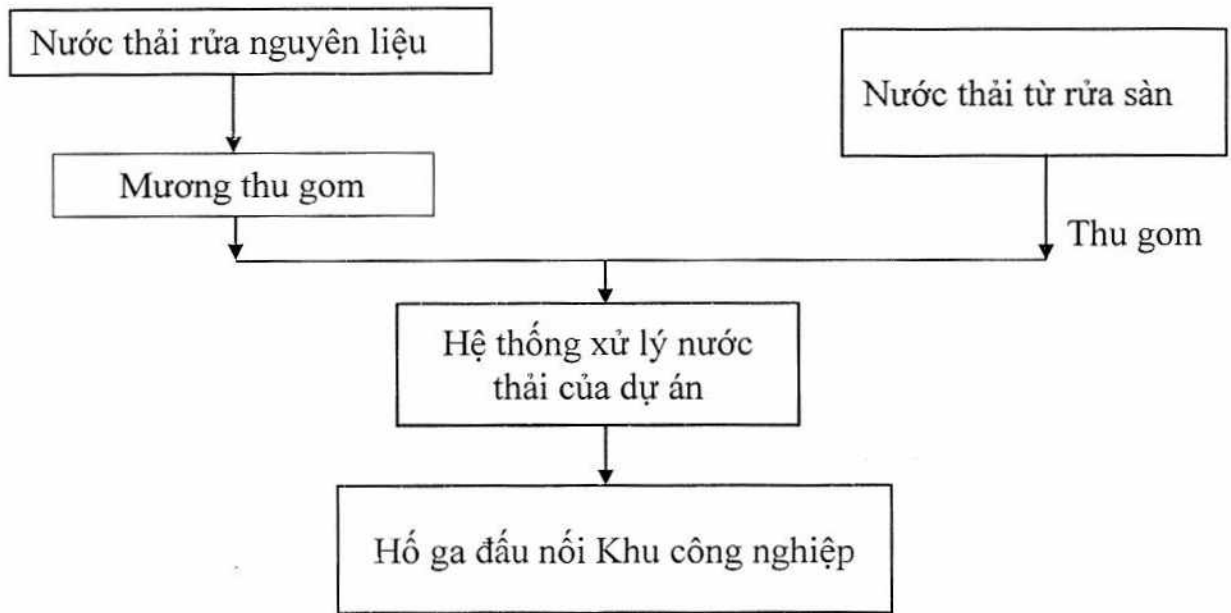 Nước thải rửa nguyên liệu
Nước thải từ rửa sàn
Mương thu gom
Thu gom
Hệ thống xử lý nước
thải của dự án
Hố ga đấu nối Khu công nghiệp